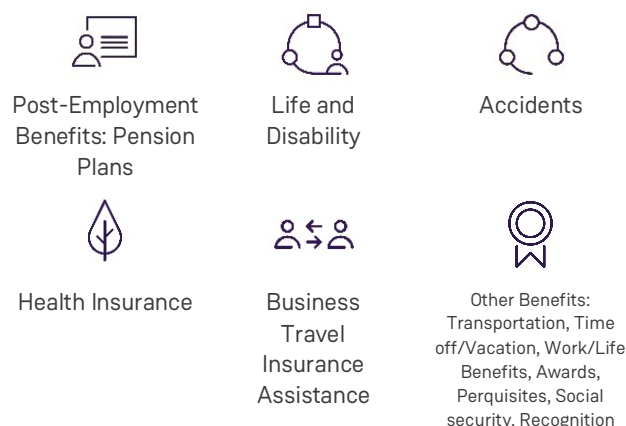 Post-Employment
Benefits: Pension
Plans
Life and
Disability
Accidents
Health Insurance
Business
Travel
Insurance
Assistance
Other Benefits:
Transportation, Time
off/Vacation, Work/Life
Benefits, Awards,
Perquisites, Social
security, Recognition